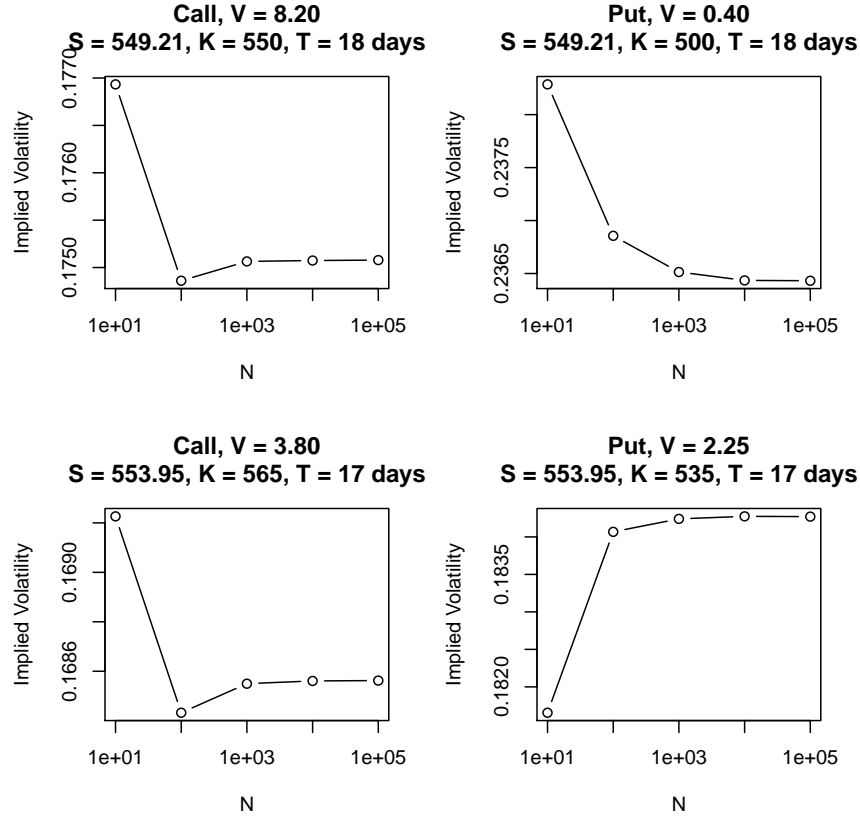 Call, V = 8.20
S = 549.21, K = 550, T = 18 days
Implied Volatility
0.1770
0.1760
0.1750
1e+01 1e+03 1e+05
N
Put, V = 0.40
S = 549.21, K = 500, T = 18 days
Implied Volatility
0.2375
0.2365
1e+01 1e+03 1e+05
N
Call, V = 3.80
S = 553.95, K = 565, T = 17 days
Implied Volatility
0.1690
0.1686
1e+01 1e+03 1e+05
N
Put, V = 2.25
S = 553.95, K = 535, T = 17 days
Implied Volatility
0.1835
0.1820
1e+01 1e+03 1e+05
N